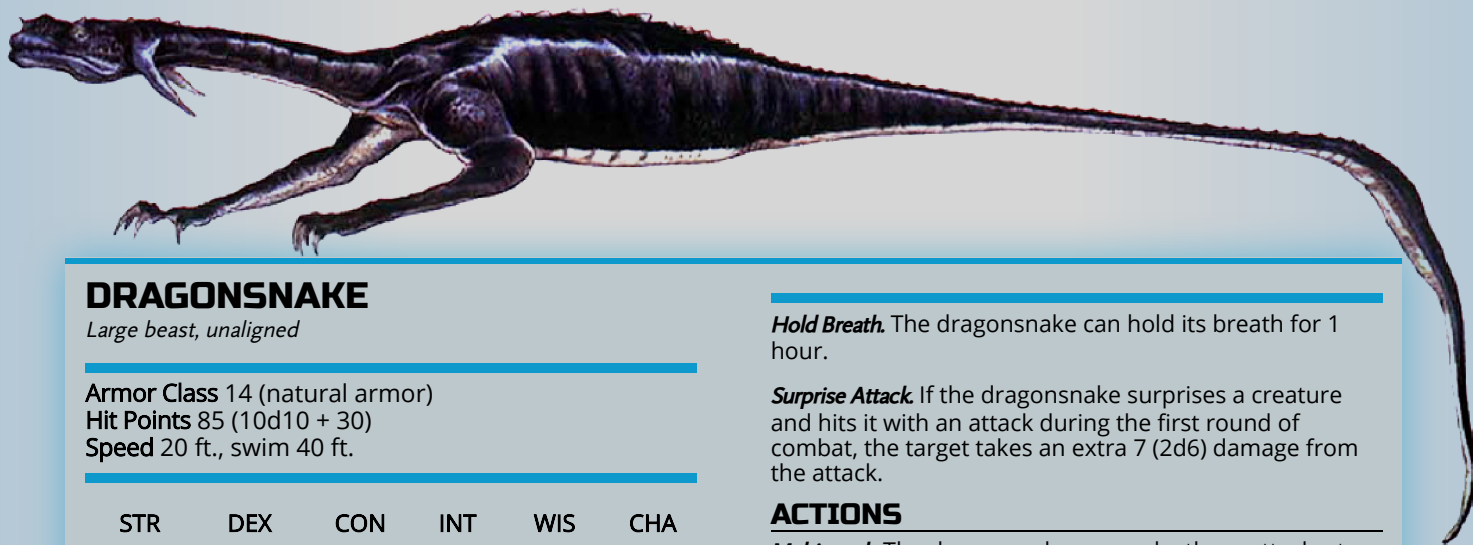 DRAGONSNAKE
Large beast, unaligned
Armor Class 14 (natural armor)
Hit Points 85 (10d10 + 30)
Speed 20 ft., swim 40 ft.
STR DEX CON INT WIS CHA
Hold Breath. The dragonsnake can hold its breath for 1
hour.
Surprise Attack. If the dragonsnake surprises a creature
and hits it with an attack during the first round of
combat, the target takes an extra 7 (2d6) damage from
the attack.
ACTIONS